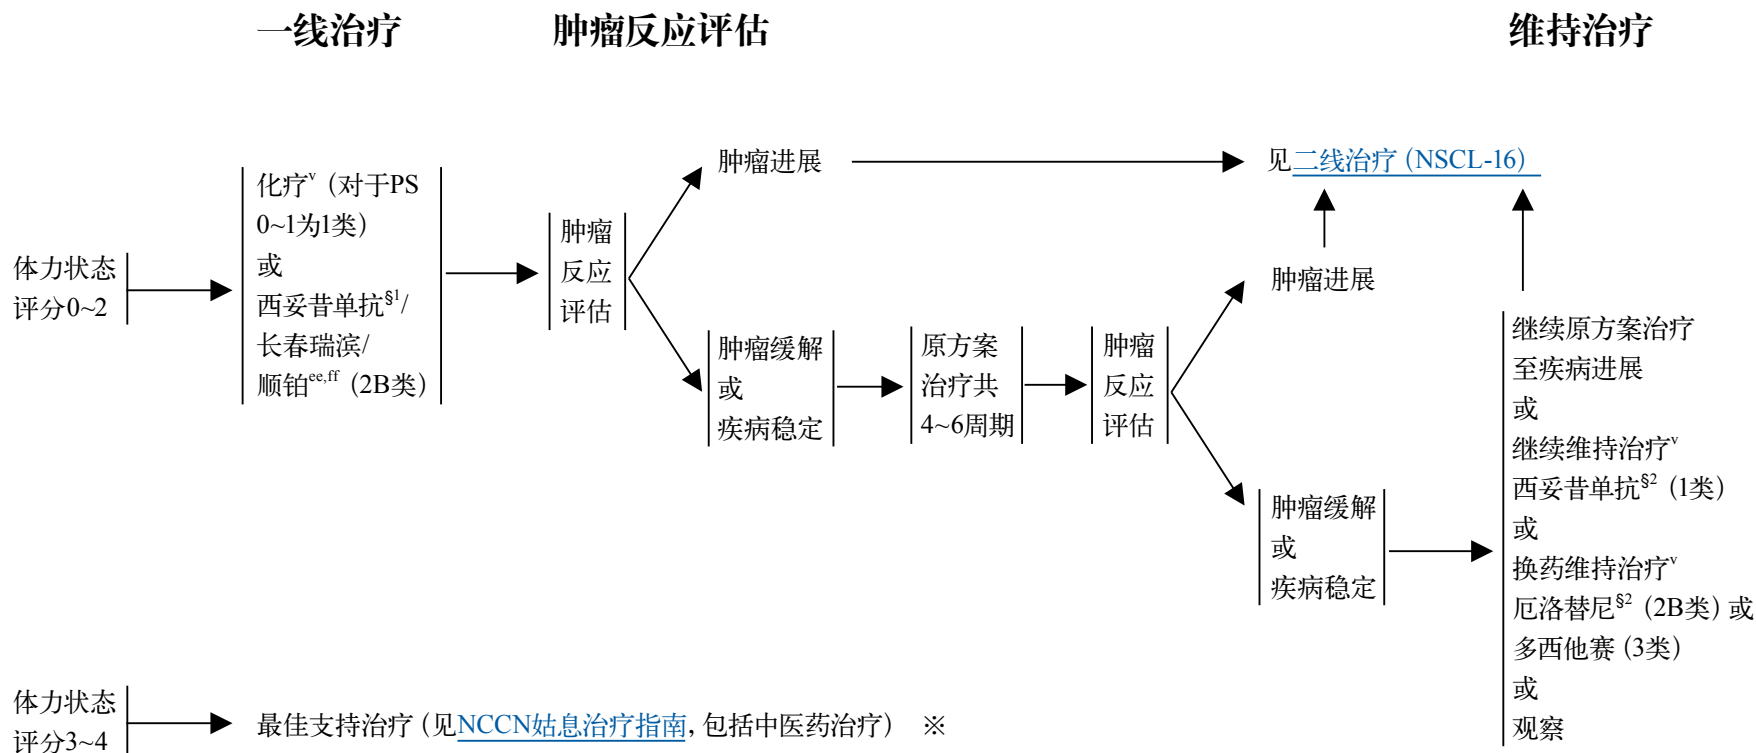 一线治疗
肿瘤反应评估
维持治疗
体力状态
评分0~2
化疗v（对于PS
0~1为1类）
或
西妥昔单抗§1/
长春瑞滨/
顺铂ee,ff（2B类）
肿瘤
反应
评估
肿瘤进展
见二线治疗（NSCL-16）
肿瘤缓解
或
疾病稳定
原方案
治疗共
4~6周期
肿瘤
反应
评估
肿瘤进展
肿瘤缓解
或
疾病稳定
继续原方案治疗
至疾病进展
或
继续维持治疗v
西妥昔单抗§2（1类）
或
换药维持治疗v
厄洛替尼§2（2B类）或
多西他赛（3类）
或
观察
体力状态
评分3~4
最佳支持治疗（见NCCN姑息治疗指南, 包括中医药治疗） ※